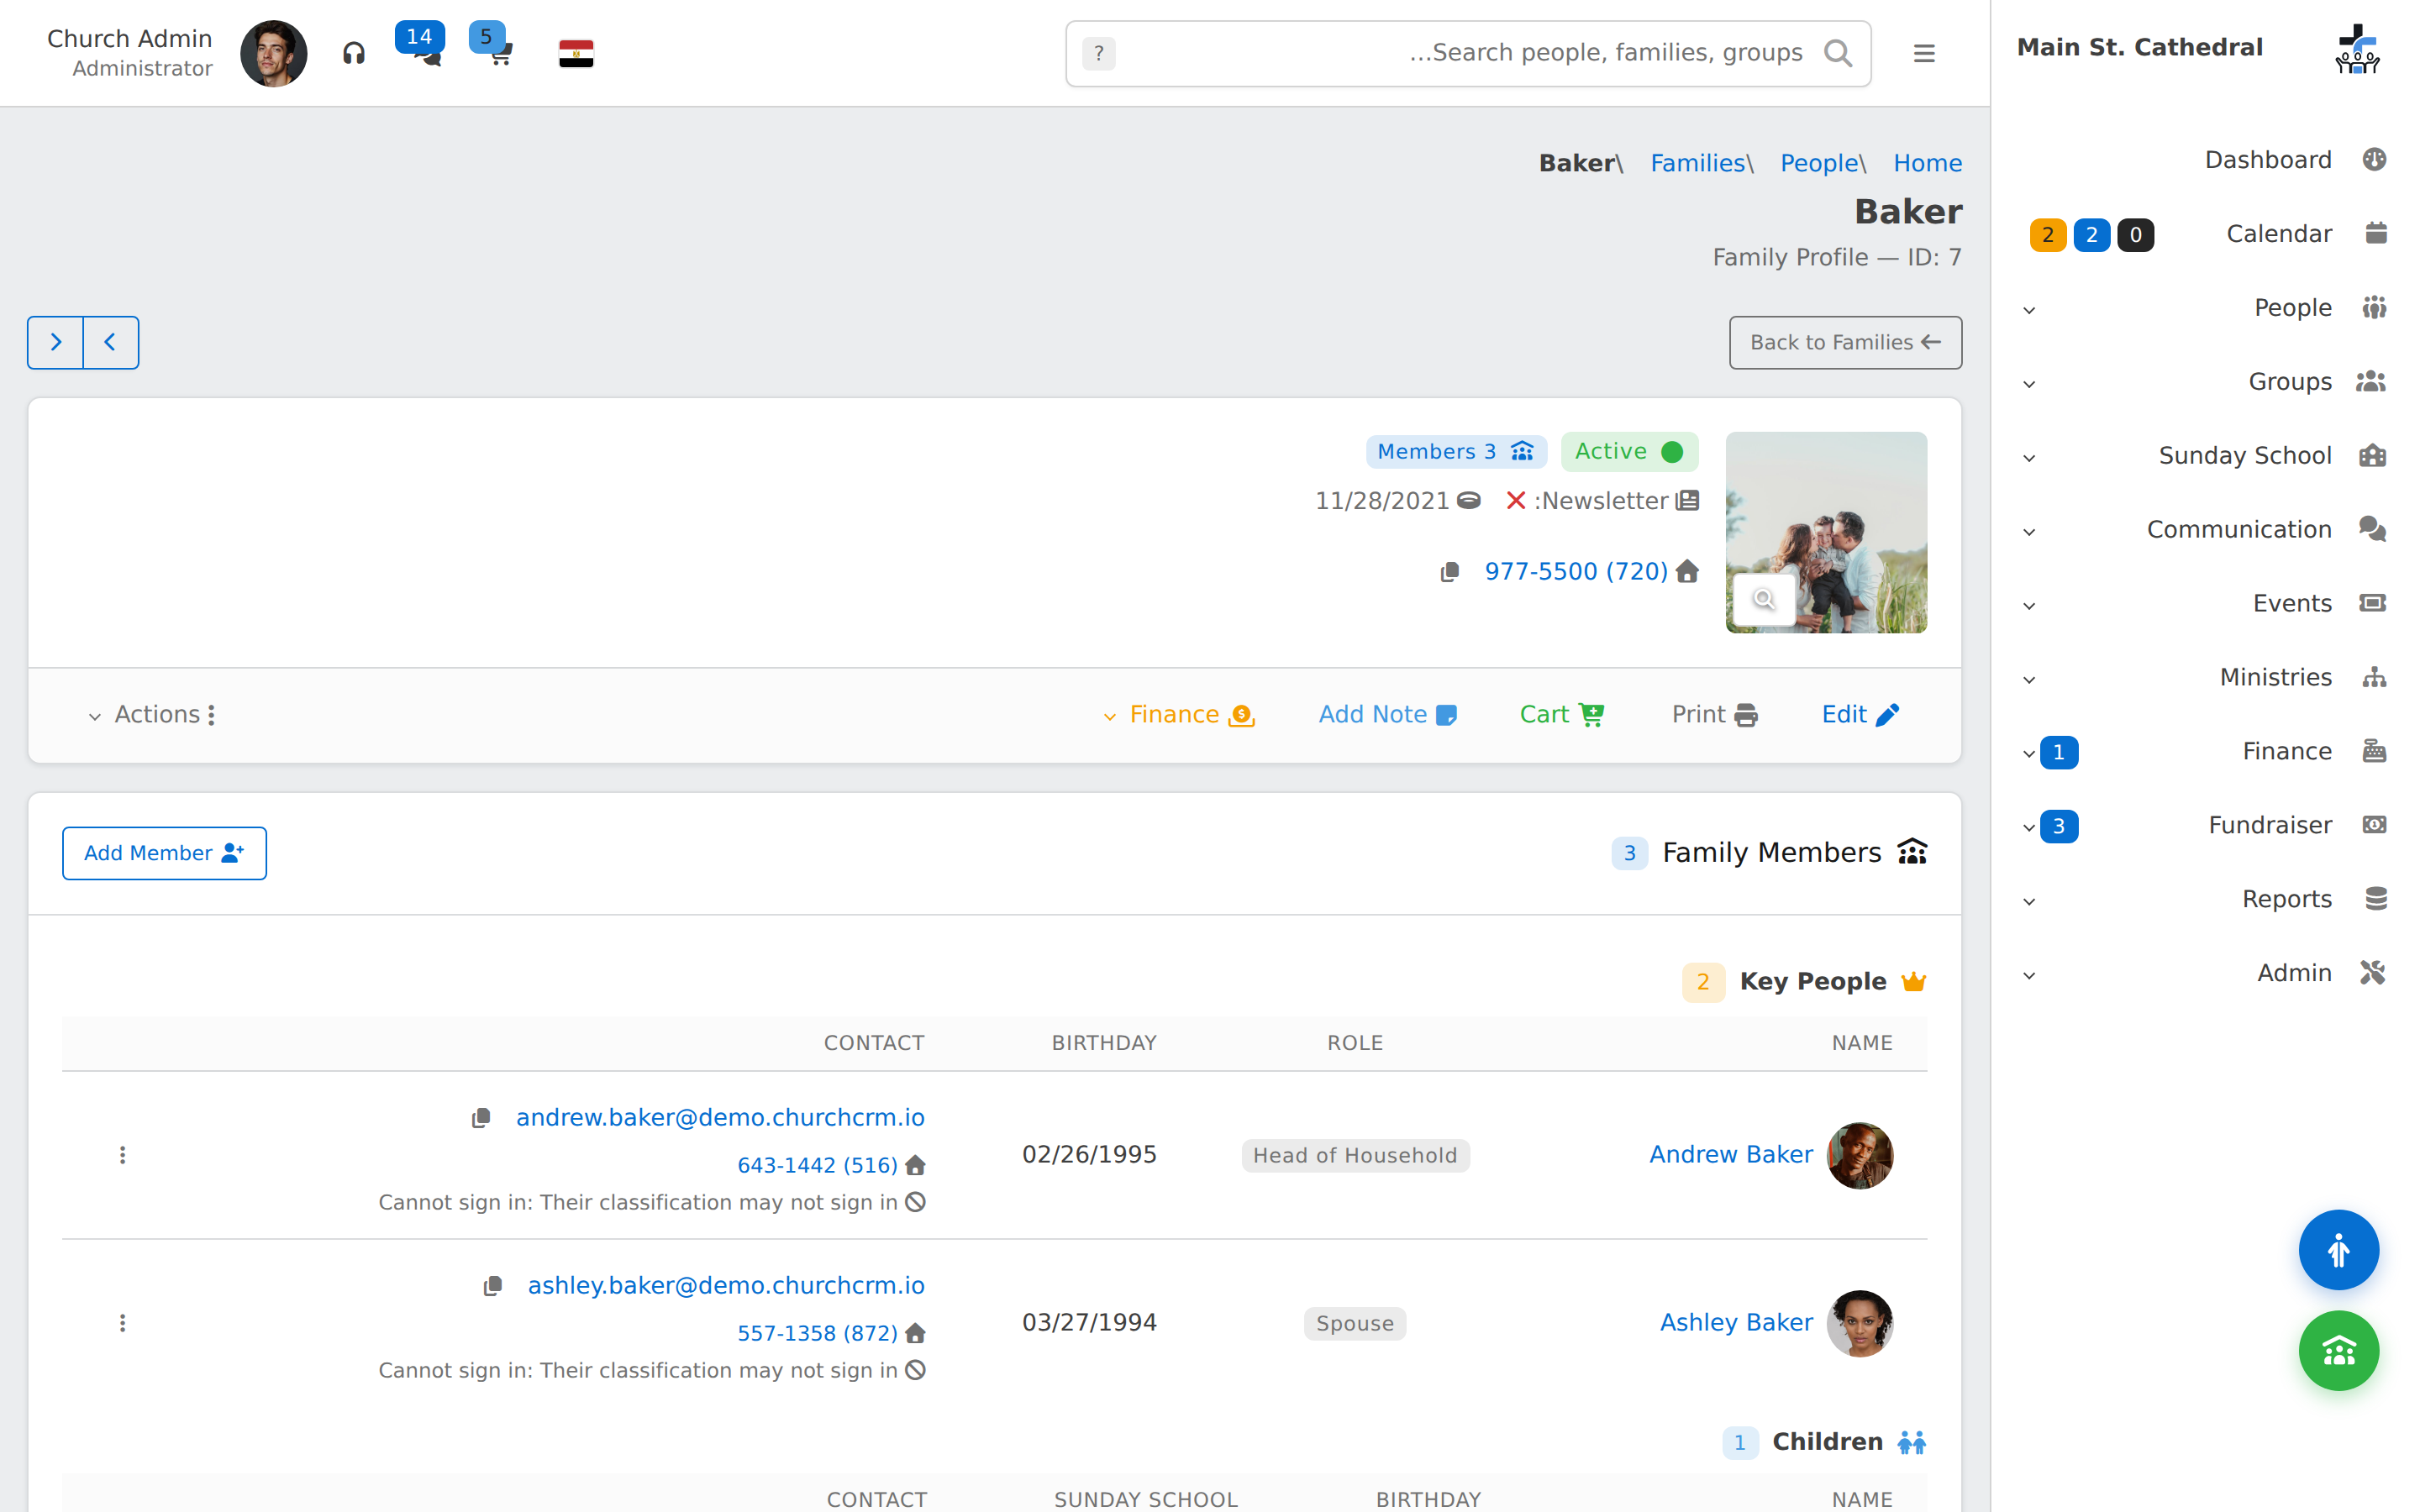 Main St. Cathedral
Dashboard
Calendar 0 2 2
People
Groups
Sunday School
Communication
Events
Ministries
Finance 1
Fundraiser 3
Reports
Admin
...Search people, families, groups
?
5
14
Church Admin
Administrator
Home \ People \ Families \ Baker
Baker
Family Profile — ID: 7
Back to Families
Active
Members 3
:Newsletter
11/28/2021
977-5500 (720)
Edit
Print
Cart
Add Note
Finance
Actions
Family Members 3
Add Member
Key People 2
NAME ROLE BIRTHDAY CONTACT
Andrew Baker Head of Household 02/26/1995 andrew.baker@demo.churchcrm.io
643-1442 (516)
Cannot sign in: Their classification may not sign in
Ashley Baker Spouse 03/27/1994 ashley.baker@demo.churchcrm.io
557-1358 (872)
Cannot sign in: Their classification may not sign in
Children 1
NAME BIRTHDAY SUNDAY SCHOOL CONTACT